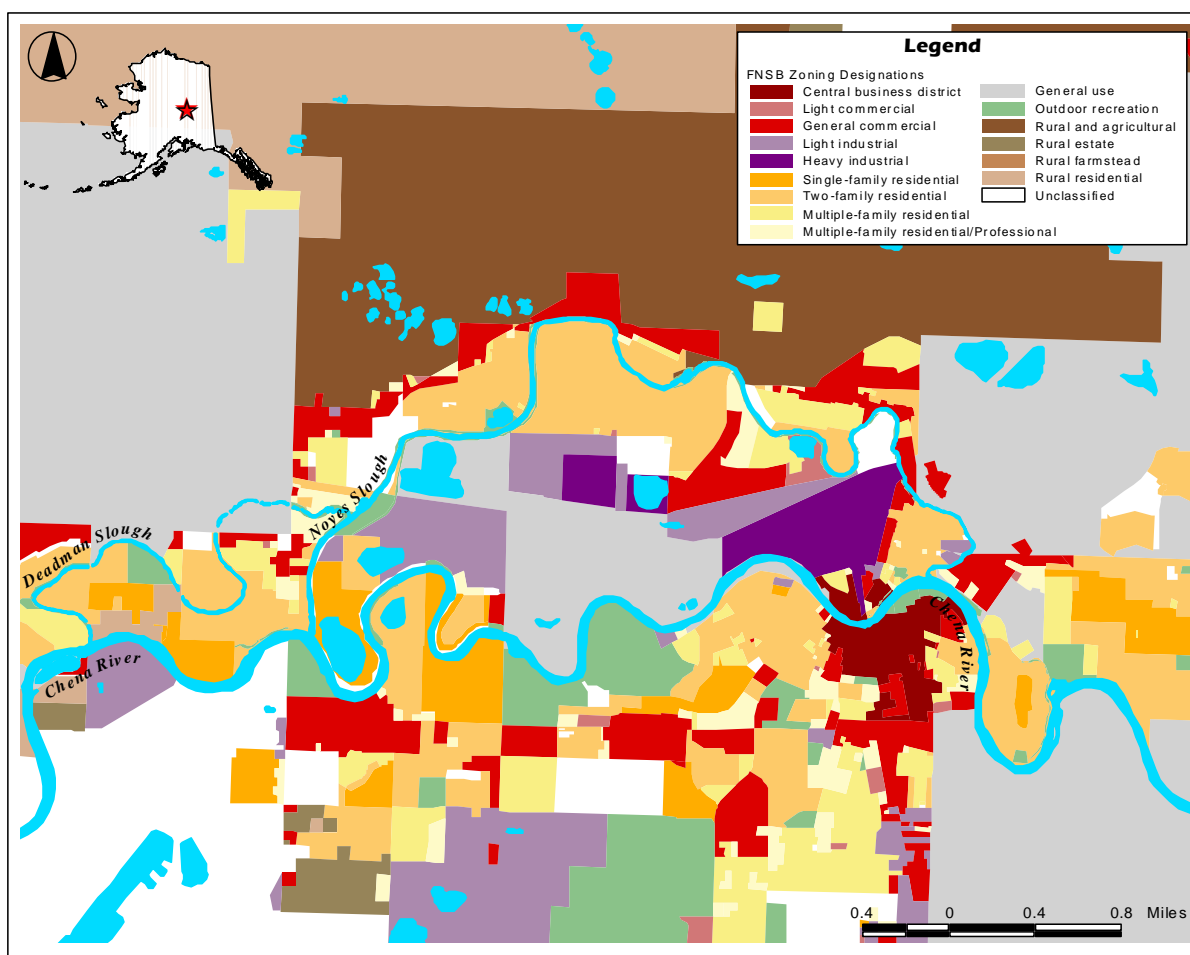 Legend
FNSB Zoning Designations
Central business district
Light commercial
General commercial
Light industrial
Heavy industrial
Single-family residential
Two-family residential
Multiple-family residential
Multiple-family residential/Professional
General use
Outdoor recreation
Rural and agricultural
Rural estate
Rural farmstead
Rural residential
Unclassified
Noyes Slough
Deadman Slough
Chena River
Chena River
0.4 0 0.4 0.8 Miles